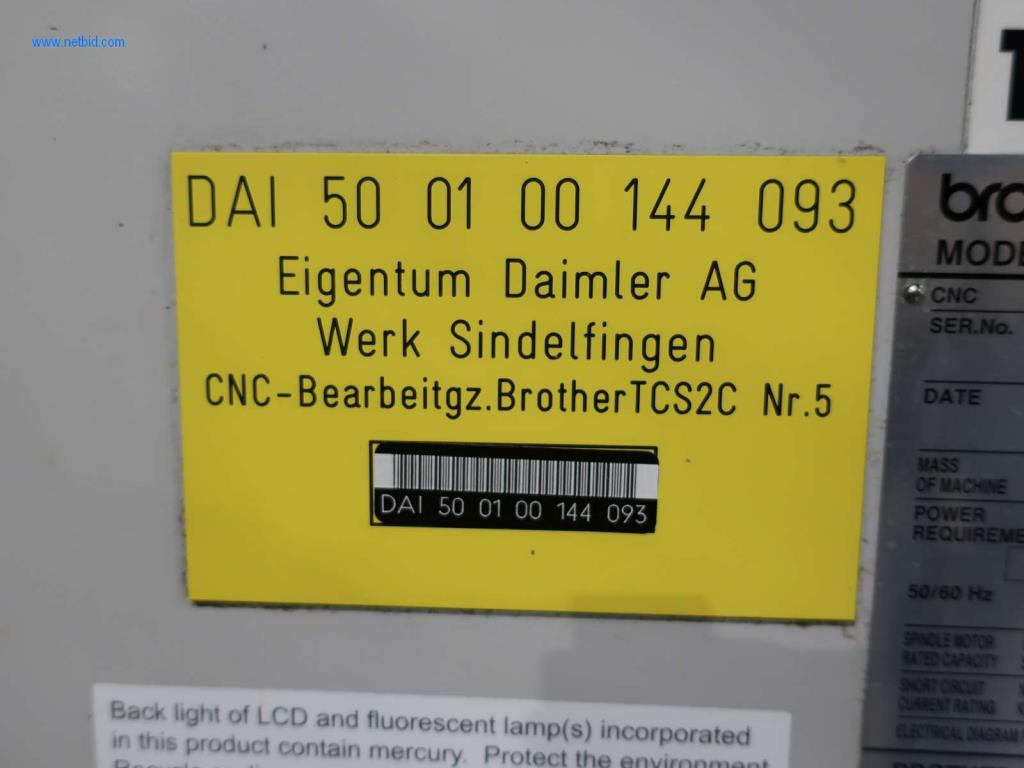 www.netbid.com
DAI 50 01 00 144 093
Eigentum Daimler AG
Werk Sindelfingen
CNC-Bearbeitgz.BrotherTCS2C Nr.5
DAI 50 01 00 144 093
CNC
SER.No.
DATE
MASS
OF MACHINE
POWER
50/60 Hz
SPINDLE MOTOR
RATED CAPACITY
SHORT CIRCUIT
CURRENT RATING
ELECTRICAL DIAGRAM
Back light of LCD and fluorescent lamp(s) incorporated
in this product contain mercury. Protect the environment